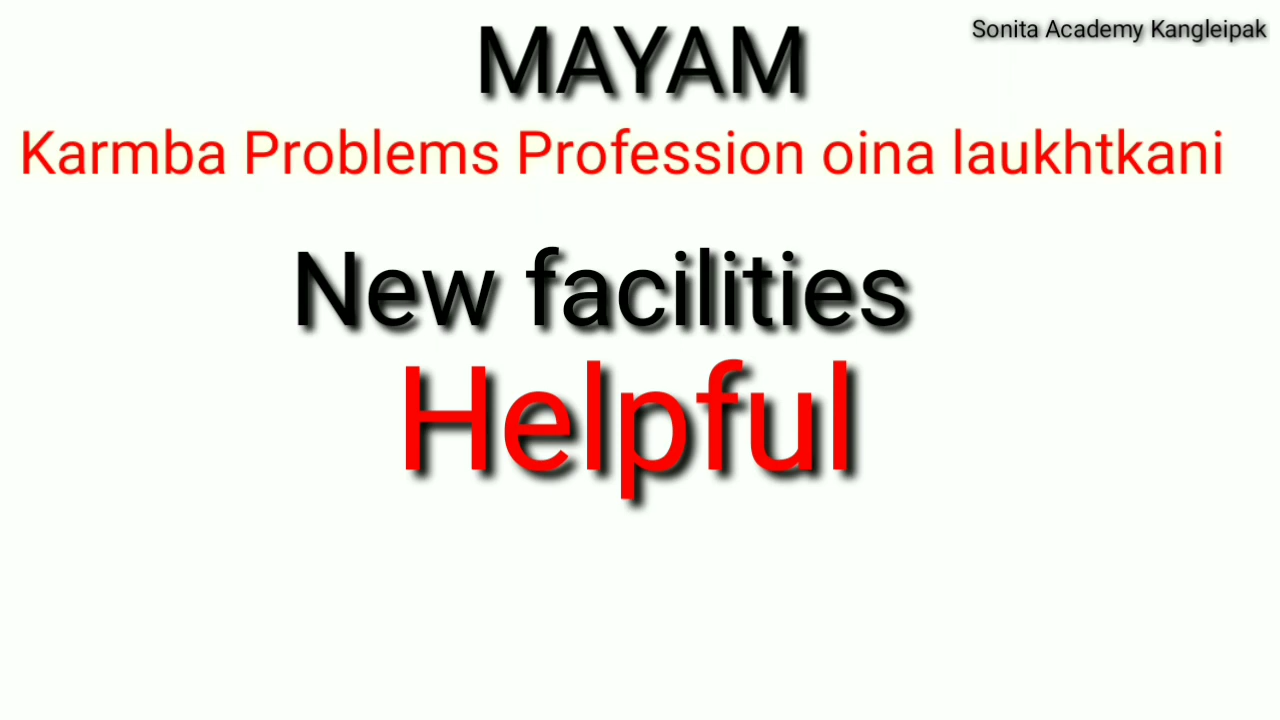 Sonita Academy Kangleipak
MAYAM
Karmba Problems Profession oina laukhtkani
New facilities
Helpful